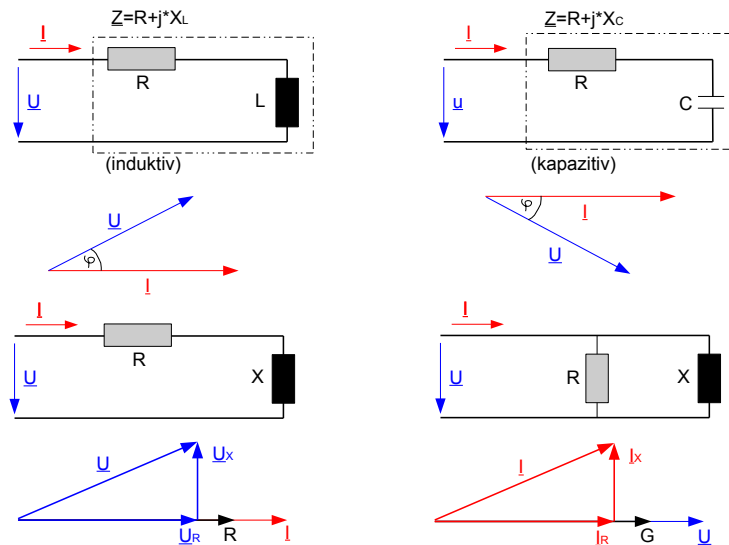 Z=R+j*XL
I
R
L
U
(induktiv)
Z=R+j*XC
I
R
C
u
(kapazitiv)
U
φ
I
φ
I
U
I
R
U
X
I
U
R
X
U
UX
UR
R
I
I
IX
IR
G
U